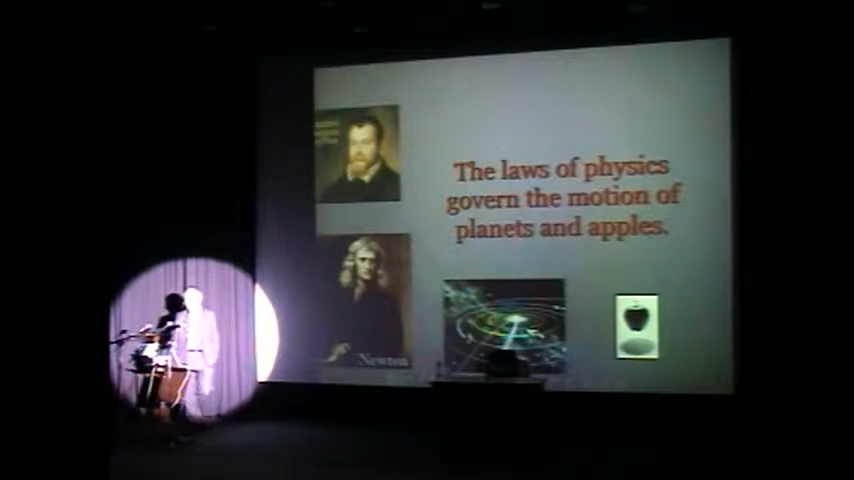 The laws of physics
govern the motion of
planets and apples.
Newton